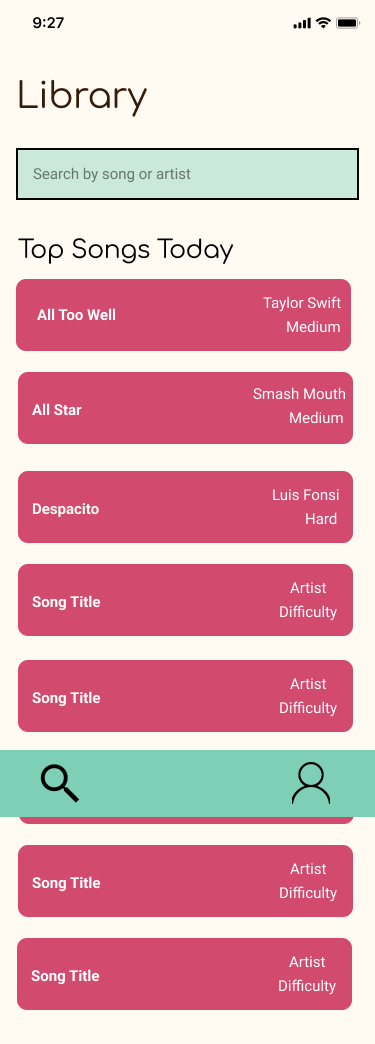 9:27
Library
Search by song or artist
Top Songs Today
All Too Well
Taylor Swift
Medium
All Star
Smash Mouth
Medium
Despacito
Luis Fonsi
Hard
Song Title
Artist
Difficulty
Song Title
Artist
Difficulty
Song Title
Artist
Difficulty
Song Title
Artist
Difficulty